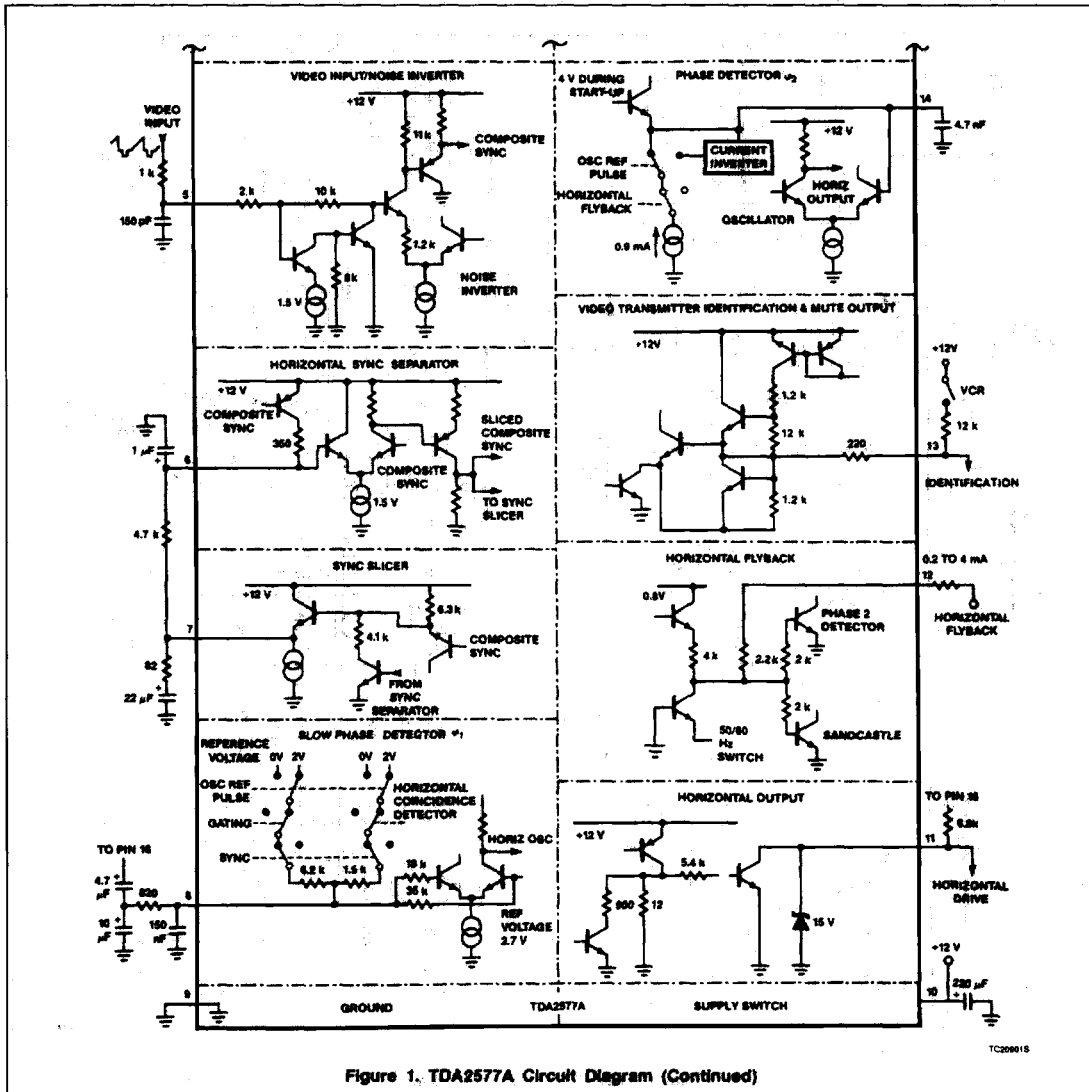 VIDEO INPUT/NOISE INVERTER
+12 V
VIDEO
INPUT
1 k
5
150 pF
2 k
10 k
11 k
COMPOSITE
SYNC
1.2 k
8 k
1.5 V
NOISE
INVERTER
HORIZONTAL SYNC SEPARATOR
+12 V
COMPOSITE
SYNC
350
1 µF
+
6
SLICED
COMPOSITE
SYNC
COMPOSITE
SYNC
1.5 V
TO SYNC
SLICER
4.7 k
SYNC SLICER
+12 V
6.3 k
4.1 k
7
COMPOSITE
SYNC
82
22 µF
+
FROM
SYNC
SEPARATOR
REFERENCE
VOLTAGE
SLOW PHASE DETECTOR φ1
0V 2V
0V 2V
OSC REF
PULSE
HORIZONTAL
COINCIDENCE
DETECTOR
GATING
SYNC
HORIZ OSC
TO PIN 16
4.7
µF
+
820
8
10
µF
+
150
nF
6.2 k
1.5 k
35 k
REF
VOLTAGE
2.7 V
9
GROUND
TDA2577A
4 V DURING
START-UP
PHASE DETECTOR φ2
14
4.7 nF
+12 V
CURRENT
INVERTER
OSC REF
PULSE
HORIZ
OUTPUT
HORIZONTAL
FLYBACK
OSCILLATOR
0.9 mA
VIDEO TRANSMITTER IDENTIFICATION & MUTE OUTPUT
+12V
+12V
VCR
1.2 k
12 k
12 k
220
13
IDENTIFICATION
1.2 k
HORIZONTAL FLYBACK
0.2 TO 4 mA
12
HORIZONTAL
FLYBACK
0.8V
PHASE 2
DETECTOR
4 k
2.2 k
2 k
2 k
50/60
Hz
SWITCH
SANDCASTLE
HORIZONTAL OUTPUT
TO PIN 16
6.8k
11
+12 V
5.4 k
HORIZONTAL
DRIVE
900
12
15 V
+12 V
220 µF
+
10
SUPPLY SWITCH
TC20901S
Figure 1. TDA2577A Circuit Diagram (Continued)